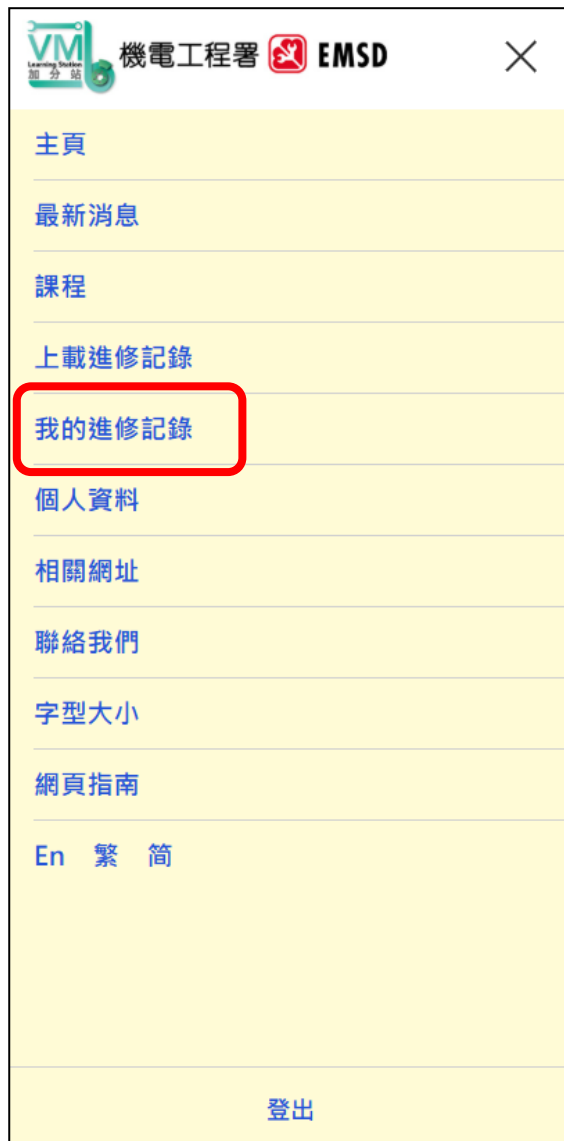 VM
Learning Station
加分站
機電工程署 EMSD
主頁
最新消息
課程
上載進修記錄
我的進修記錄
個人資料
相關網址
聯絡我們
字型大小
網頁指南
En 繁 简
登出